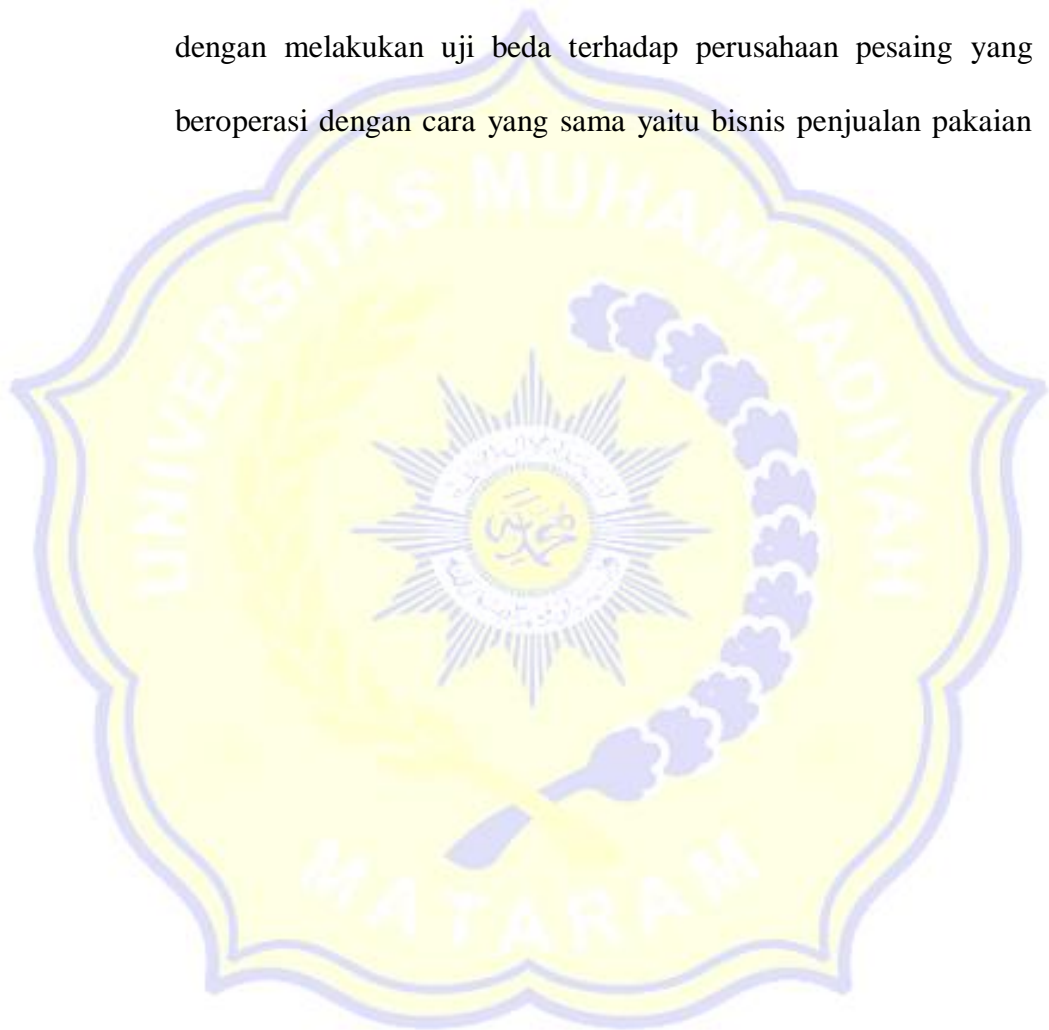 dengan melakukan uji beda terhadap perusahaan pesaing yang
beroperasi dengan cara yang sama yaitu bisnis penjualan pakaian
UNIVERSITAS MUHAMMADIYAH
MATARAM